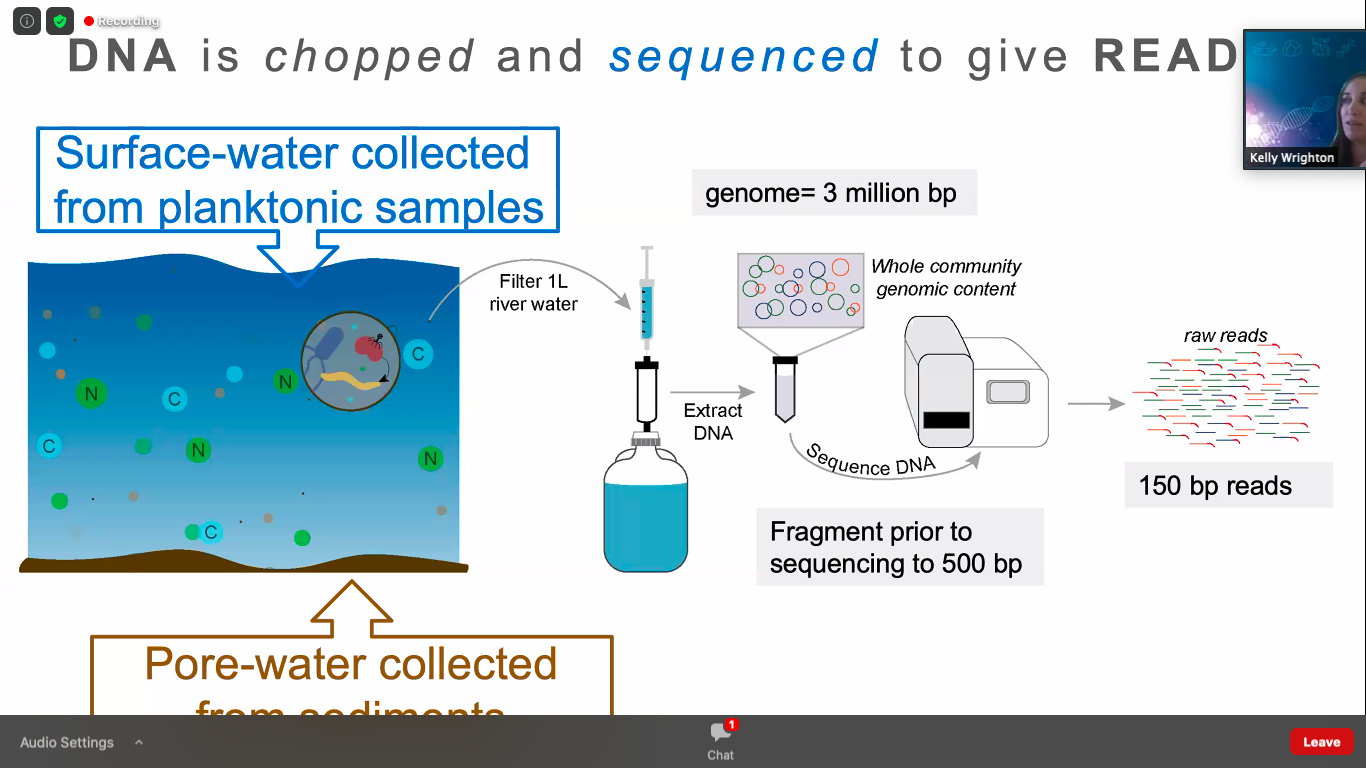 Recording
DNA is chopped and sequenced to give READ
Kelly Wrighton
Surface-water collected
from planktonic samples
genome= 3 million bp
Filter 1L
river water
Whole community
genomic content
raw reads
N
C
N
C
C
N
N
C
Extract
DNA
Sequence DNA
150 bp reads
Fragment prior to
sequencing to 500 bp
Pore-water collected
from sediments
Audio Settings
1
Chat
Leave